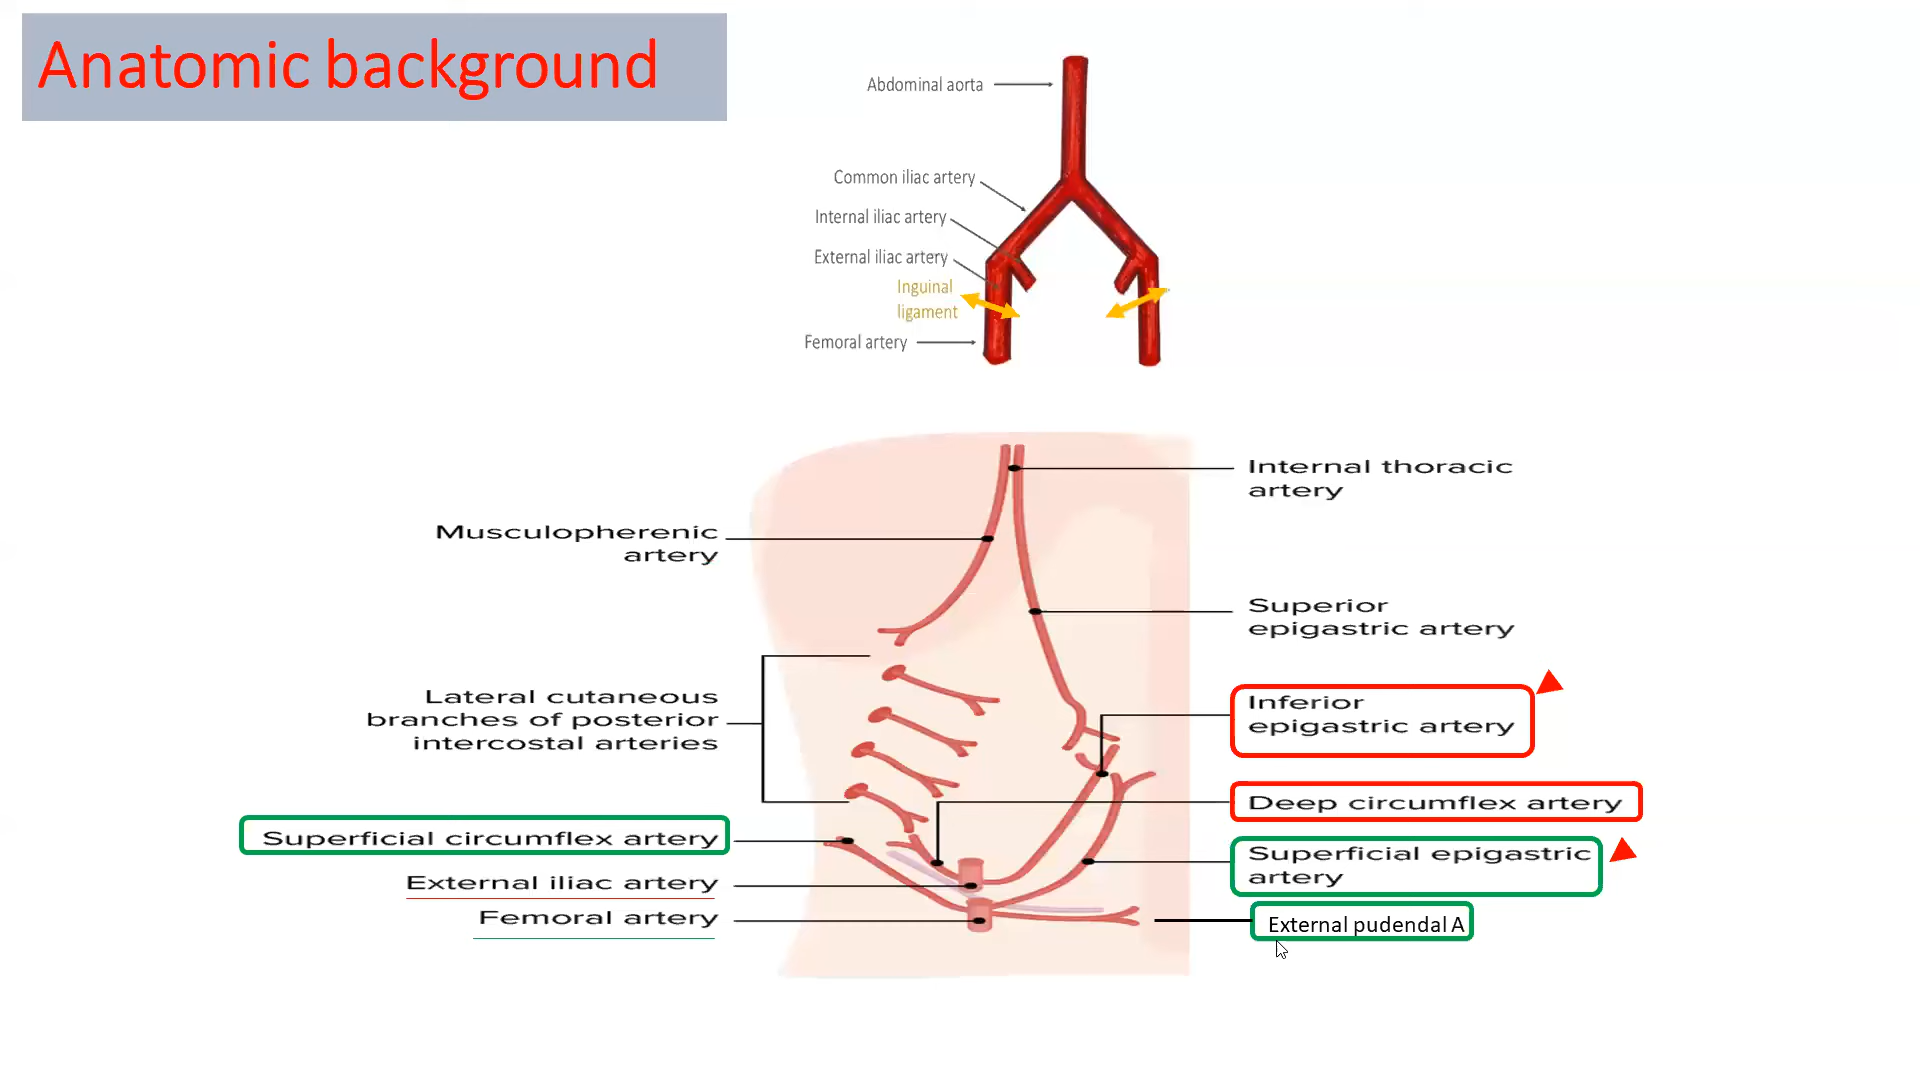 Anatomic background
Abdominal aorta
Common iliac artery
Internal iliac artery
External iliac artery
Inguinal
ligament
Femoral artery
Internal thoracic
artery
Musculopherenic
artery
Superior
epigastric artery
Lateral cutaneous
branches of posterior
intercostal arteries
Inferior
epigastric artery
Deep circumflex artery
Superficial circumflex artery
Superficial epigastric
artery
External iliac artery
Femoral artery
External pudendal A